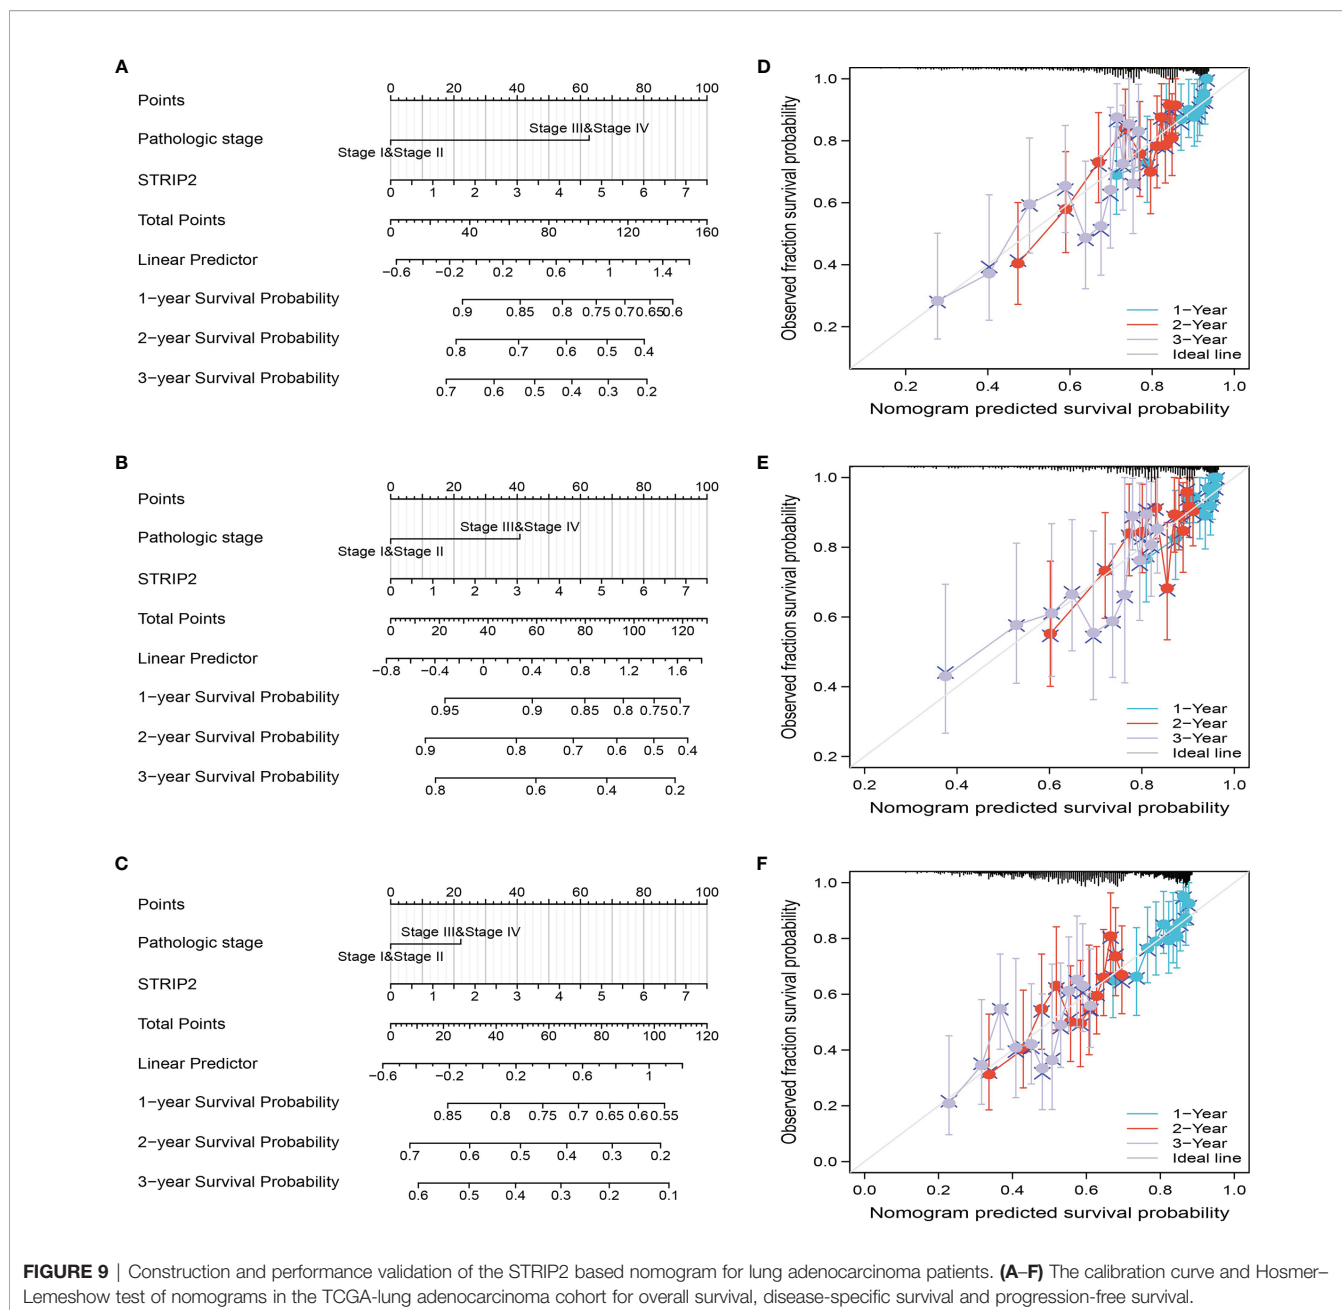 A
Points
0 20 40 60 80 100
Pathologic stage
Stage III&Stage IV
Stage I&Stage II
STRIP2
0 1 2 3 4 5 6 7
Total Points
0 40 80 120 160
Linear Predictor
−0.6 −0.2 0.2 0.6 1 1.4
1−year Survival Probability
0.9 0.85 0.8 0.75 0.7 0.65 0.6
2−year Survival Probability
0.8 0.7 0.6 0.5 0.4
3−year Survival Probability
0.7 0.6 0.5 0.4 0.3 0.2
D
Observed fraction survival probability
1.0
0.8
0.6
0.4
0.2
1−Year
2−Year
3−Year
Ideal line
0.2 0.4 0.6 0.8 1.0
Nomogram predicted survival probability
B
Points
0 20 40 60 80 100
Pathologic stage
Stage III&Stage IV
Stage I&Stage II
STRIP2
0 1 2 3 4 5 6 7
Total Points
0 20 40 60 80 100 120
Linear Predictor
−0.8 −0.4 0 0.4 0.8 1.2 1.6
1−year Survival Probability
0.95 0.9 0.85 0.8 0.75 0.7
2−year Survival Probability
0.9 0.8 0.7 0.6 0.5 0.4
3−year Survival Probability
0.8 0.6 0.4 0.2
E
Observed fraction survival probability
1.0
0.8
0.6
0.4
0.2
1−Year
2−Year
3−Year
Ideal line
0.2 0.4 0.6 0.8 1.0
Nomogram predicted survival probability
C
Points
0 20 40 60 80 100
Pathologic stage
Stage III&Stage IV
Stage I&Stage II
STRIP2
0 1 2 3 4 5 6 7
Total Points
0 20 40 60 80 100 120
Linear Predictor
−0.6 −0.2 0.2 0.6 1
1−year Survival Probability
0.85 0.8 0.75 0.7 0.65 0.6 0.55
2−year Survival Probability
0.7 0.6 0.5 0.4 0.3 0.2
3−year Survival Probability
0.6 0.5 0.4 0.3 0.2 0.1
F
Observed fraction survival probability
1.0
0.8
0.6
0.4
0.2
0.0
1−Year
2−Year
3−Year
Ideal line
0.0 0.2 0.4 0.6 0.8 1.0
Nomogram predicted survival probability
FIGURE 9 | Construction and performance validation of the STRIP2 based nomogram for lung adenocarcinoma patients. (A–F) The calibration curve and Hosmer–
Lemeshow test of nomograms in the TCGA-lung adenocarcinoma cohort for overall survival, disease-specific survival and progression-free survival.